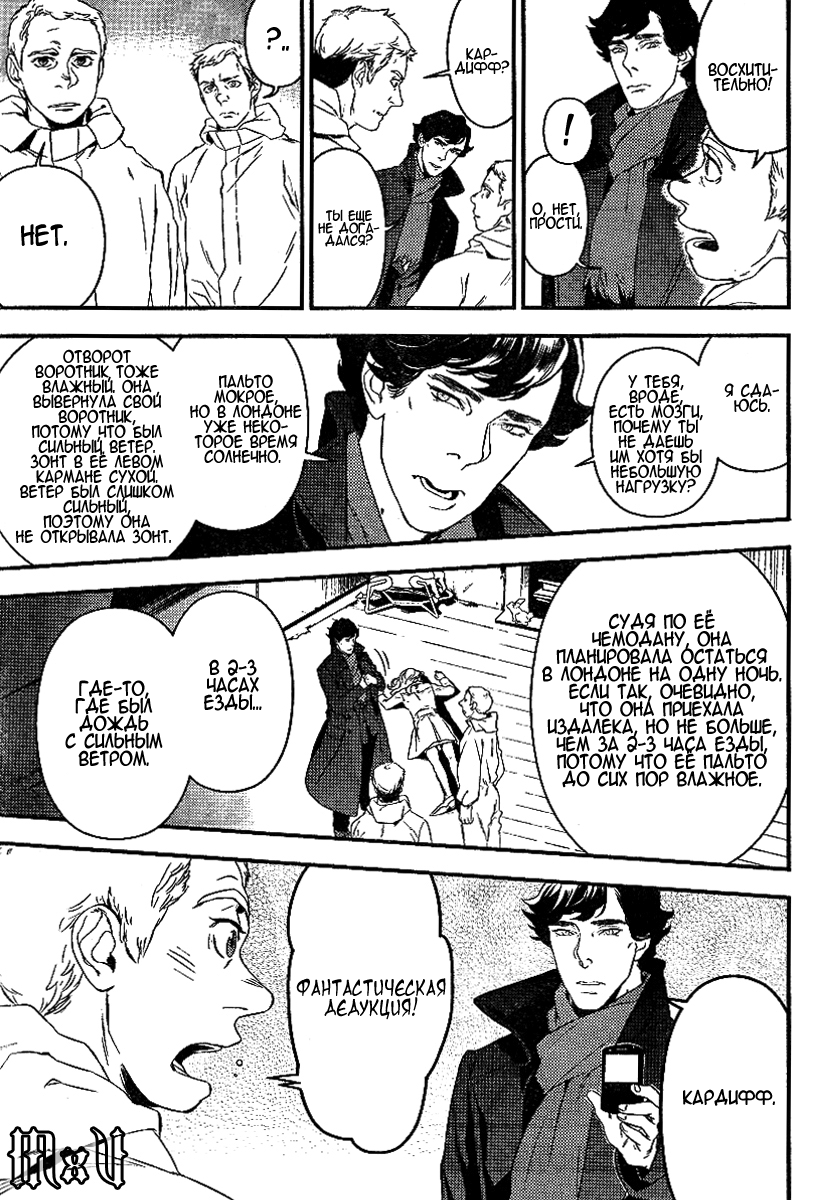 ВОСХИТИ-
ТЕЛЬНО!
!
О, НЕТ,
ПРОСТИ.
КАР-
ДИФФ?
ТЫ ЕЩЕ
НЕ ДОГА-
ДАЛСЯ?
?..
НЕТ.
Я СДА-
ЮСЬ.
У ТЕБЯ,
ВРОДЕ,
ЕСТЬ МОЗГИ,
ПОЧЕМУ ТЫ
НЕ ДАЕШЬ
ИМ ХОТЯ БЫ
НЕБОЛЬШУЮ
НАГРУЗКУ?
ПАЛЬТО
МОКРОЕ,
НО В ЛОНДОНЕ
УЖЕ НЕКО-
ТОРОЕ ВРЕМЯ
СОЛНЕЧНО.
ОТВОРОТ
ВОРОТНИК, ТОЖЕ
ВЛАЖНЫЙ. ОНА
ВЫВЕРНУЛА СВОЙ
ВОРОТНИК,
ПОТОМУ ЧТО БЫЛ
СИЛЬНЫЙ ВЕТЕР.
ЗОНТ В ЕЁ ЛЕВОМ
КАРМАНЕ СУХОЙ.
ВЕТЕР БЫЛ СЛИШКОМ
СИЛЬНЫЙ,
ПОЭТОМУ ОНА
НЕ ОТКРЫВАЛА ЗОНТ.
СУДЯ ПО ЕЁ
ЧЕМОДАНУ, ОНА
ПЛАНИРОВАЛА ОСТАТЬСЯ
В ЛОНДОНЕ НА ОДНУ НОЧЬ.
ЕСЛИ ТАК, ОЧЕВИДНО,
ЧТО ОНА ПРИЕХАЛА
ИЗДАЛЕКА, НО НЕ БОЛЬШЕ,
ЧЕМ ЗА 2-3 ЧАСА ЕЗДЫ,
ПОТОМУ ЧТО ЕЁ ПАЛЬТО
ДО СИХ ПОР ВЛАЖНОЕ.
В 2-3
ЧАСАХ
ЕЗДЫ...
ГДЕ-ТО,
ГДЕ БЫЛ
ДОЖДЬ
С СИЛЬНЫМ
ВЕТРОМ.
КАРДИФФ.
ФАНТАСТИЧЕСКАЯ
ДЕДУКЦИЯ!
MxU